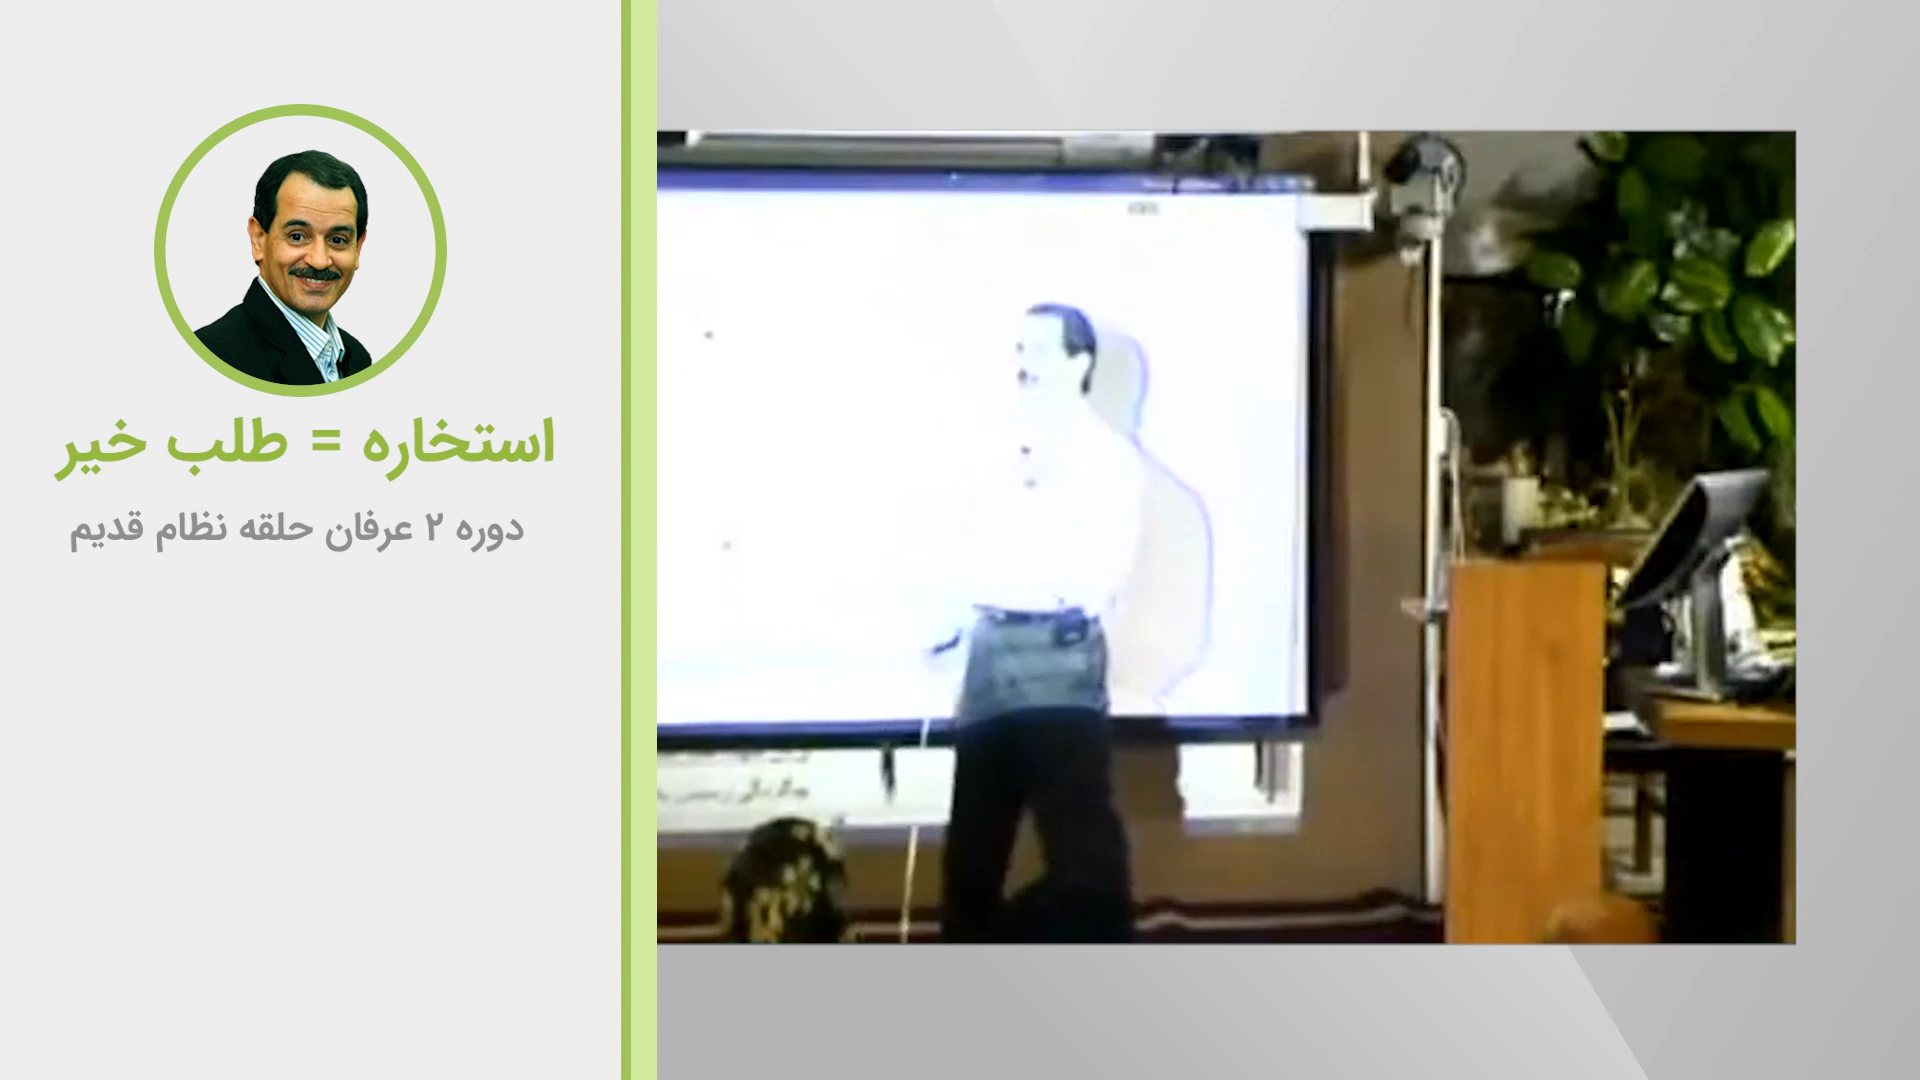 استخاره = طلب خیر
دوره ۲ عرفان حلقه نظام قدیم